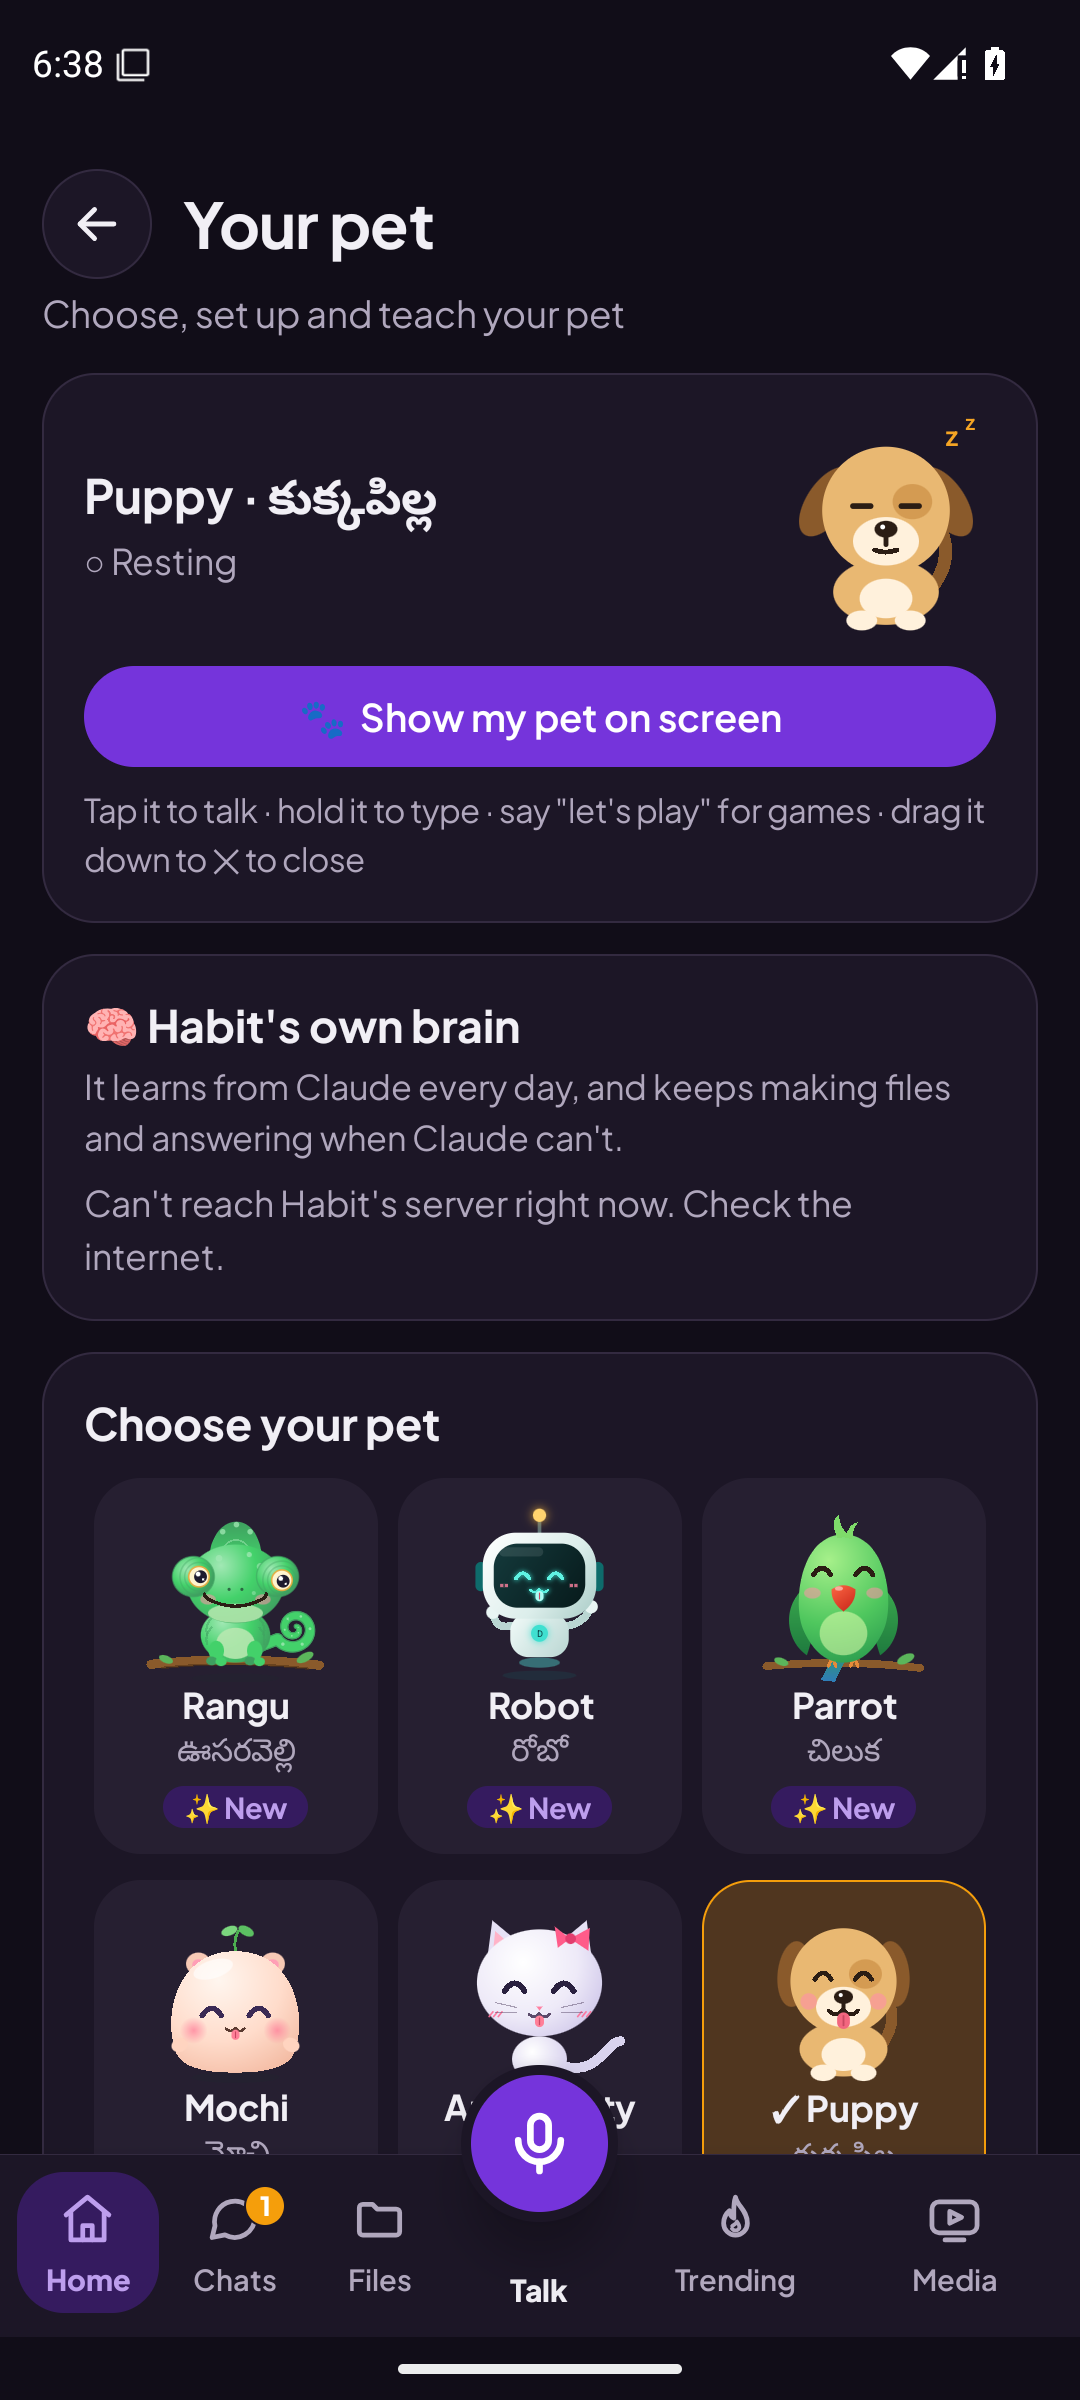 6:38
Your pet
Choose, set up and teach your pet
z z
Puppy · కుక్కపిల్ల
○ Resting
Show my pet on screen
Tap it to talk · hold it to type · say "let's play" for games · drag it
down to ✕ to close
Habit's own brain
It learns from Claude every day, and keeps making files
and answering when Claude can't.
Can't reach Habit's server right now. Check the
internet.
Choose your pet
D
Rangu Robot Parrot
ఊసరవెల్లి రోబో చిలుక
✨ New ✨ New ✨ New
Mochi ✓ Puppy
1
Home Chats Files Talk Trending Media